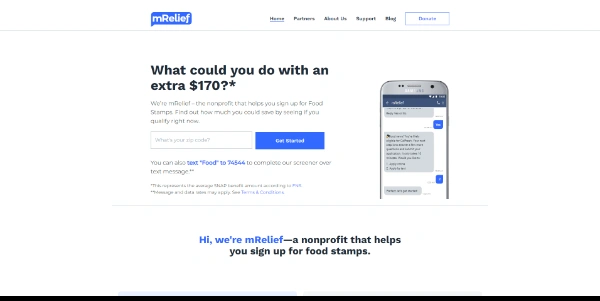 mRelief
Home Partners About Us Support Blog Donate
What could you do with an
extra $170?*
We're mRelief - the nonprofit that helps you sign up for Food
Stamps. Find out how much you could save by seeing if you
qualify right now.
What's your zip code? Get Started
You can also text "Food" to 74544 to complete our screener over
text message.**
*This represents the average SNAP benefit amount according to FNS.
**Message and data rates may apply. See Terms & Conditions
mRelief
Hi, we're mRelief—a nonprofit that helps
you sign up for food stamps.